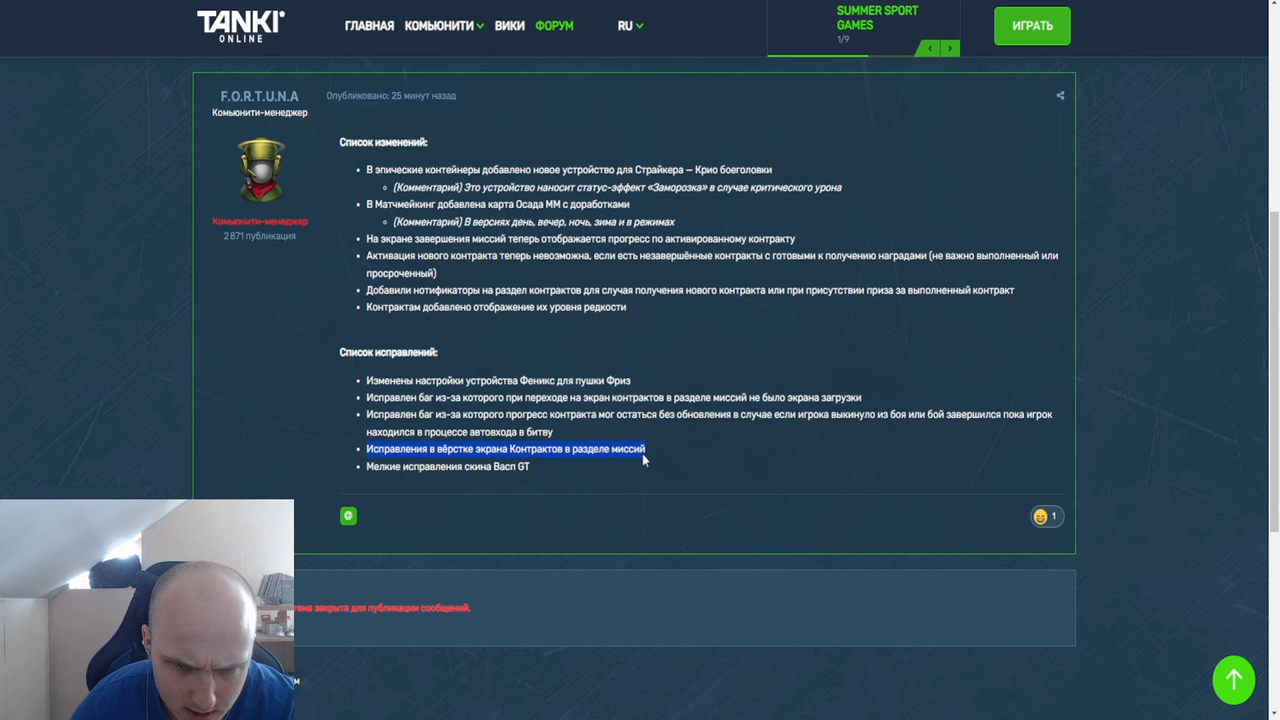 TANKI
ONLINE
ГЛАВНАЯ
КОМЬЮНИТИ
ВИКИ
ФОРУМ
RU
SUMMER SPORT
GAMES
1/9
ИГРАТЬ
F.O.R.T.U.N.A
Комьюнити-менеджер
Комьюнити-менеджер
2 871 публикация
Опубликовано: 25 минут назад
Список изменений:
• В эпические контейнеры добавлено новое устройство для Страйкера — Крио боеголовки
(Комментарий) Это устройство наносит статус-эффект «Заморозка» в случае критического урона
• В Матчмейкинг добавлена карта Осада ММ с доработками
(Комментарий) В версиях день, вечер, ночь, зима и в режимах
• На экране завершения миссий теперь отображается прогресс по активированному контракту
• Активация нового контракта теперь невозможна, если есть незавершённые контракты с готовыми к получению наградами (не важно выполненный или
просроченный)
• Добавили нотификаторы на раздел контрактов для случая получения нового контракта или при присутствии приза за выполненный контракт
• Контрактам добавлено отображение их уровня редкости
Список исправлений:
• Изменены настройки устройства Феникс для пушки Фриз
• Исправлен баг из-за которого при переходе на экран контрактов в разделе миссий не было экрана загрузки
• Исправлен баг из-за которого прогресс контракта мог остаться без обновления в случае если игрока выкинуло из боя или бой завершился пока игрок
находился в процессе автовхода в битву
• Исправления в вёрстке экрана Контрактов в разделе миссий
• Мелкие исправления скина Васп GT
1
тема закрыта для публикации сообщений.